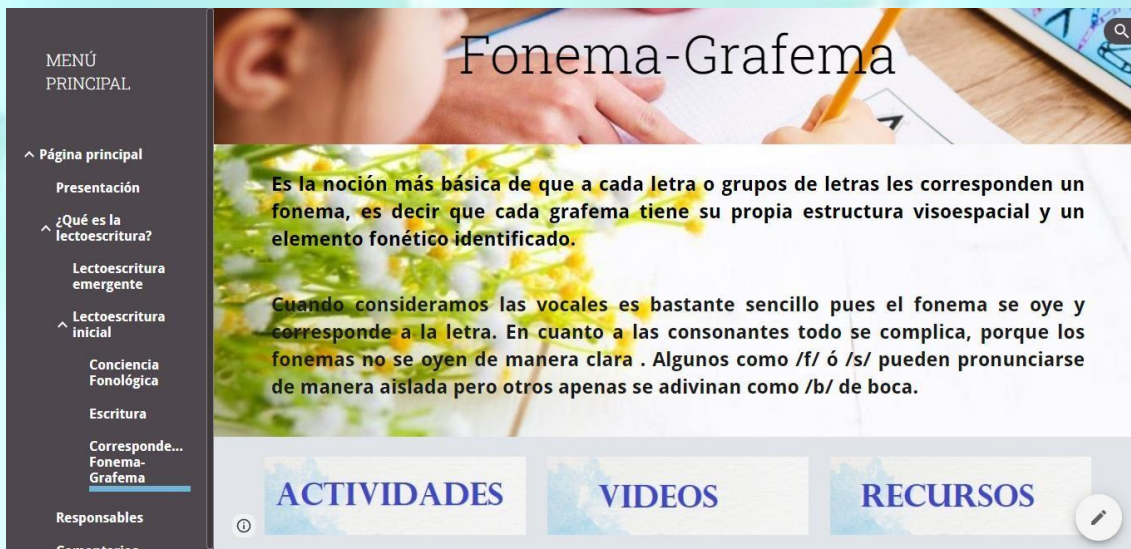 MENÚ
PRINCIPAL
Página principal
Presentación
¿Qué es la
lectoescritura?
Lectoescritura
emergente
Lectoescritura
inicial
Conciencia
Fonológica
Escritura
Corresponde...
Fonema-
Grafema
Responsables
Comentarios
Fonema-Grafema
A
Es la noción más básica de que a cada letra o grupos de letras les corresponden un
fonema, es decir que cada grafema tiene su propia estructura visoespacial y un
elemento fonético identificado.
Cuando consideramos las vocales es bastante sencillo pues el fonema se oye y
corresponde a la letra. En cuanto a las consonantes todo se complica, porque los
fonemas no se oyen de manera clara . Algunos como /f/ ó /s/ pueden pronunciarse
de manera aislada pero otros apenas se adivinan como /b/ de boca.
ACTIVIDADES
VIDEOS
RECURSOS